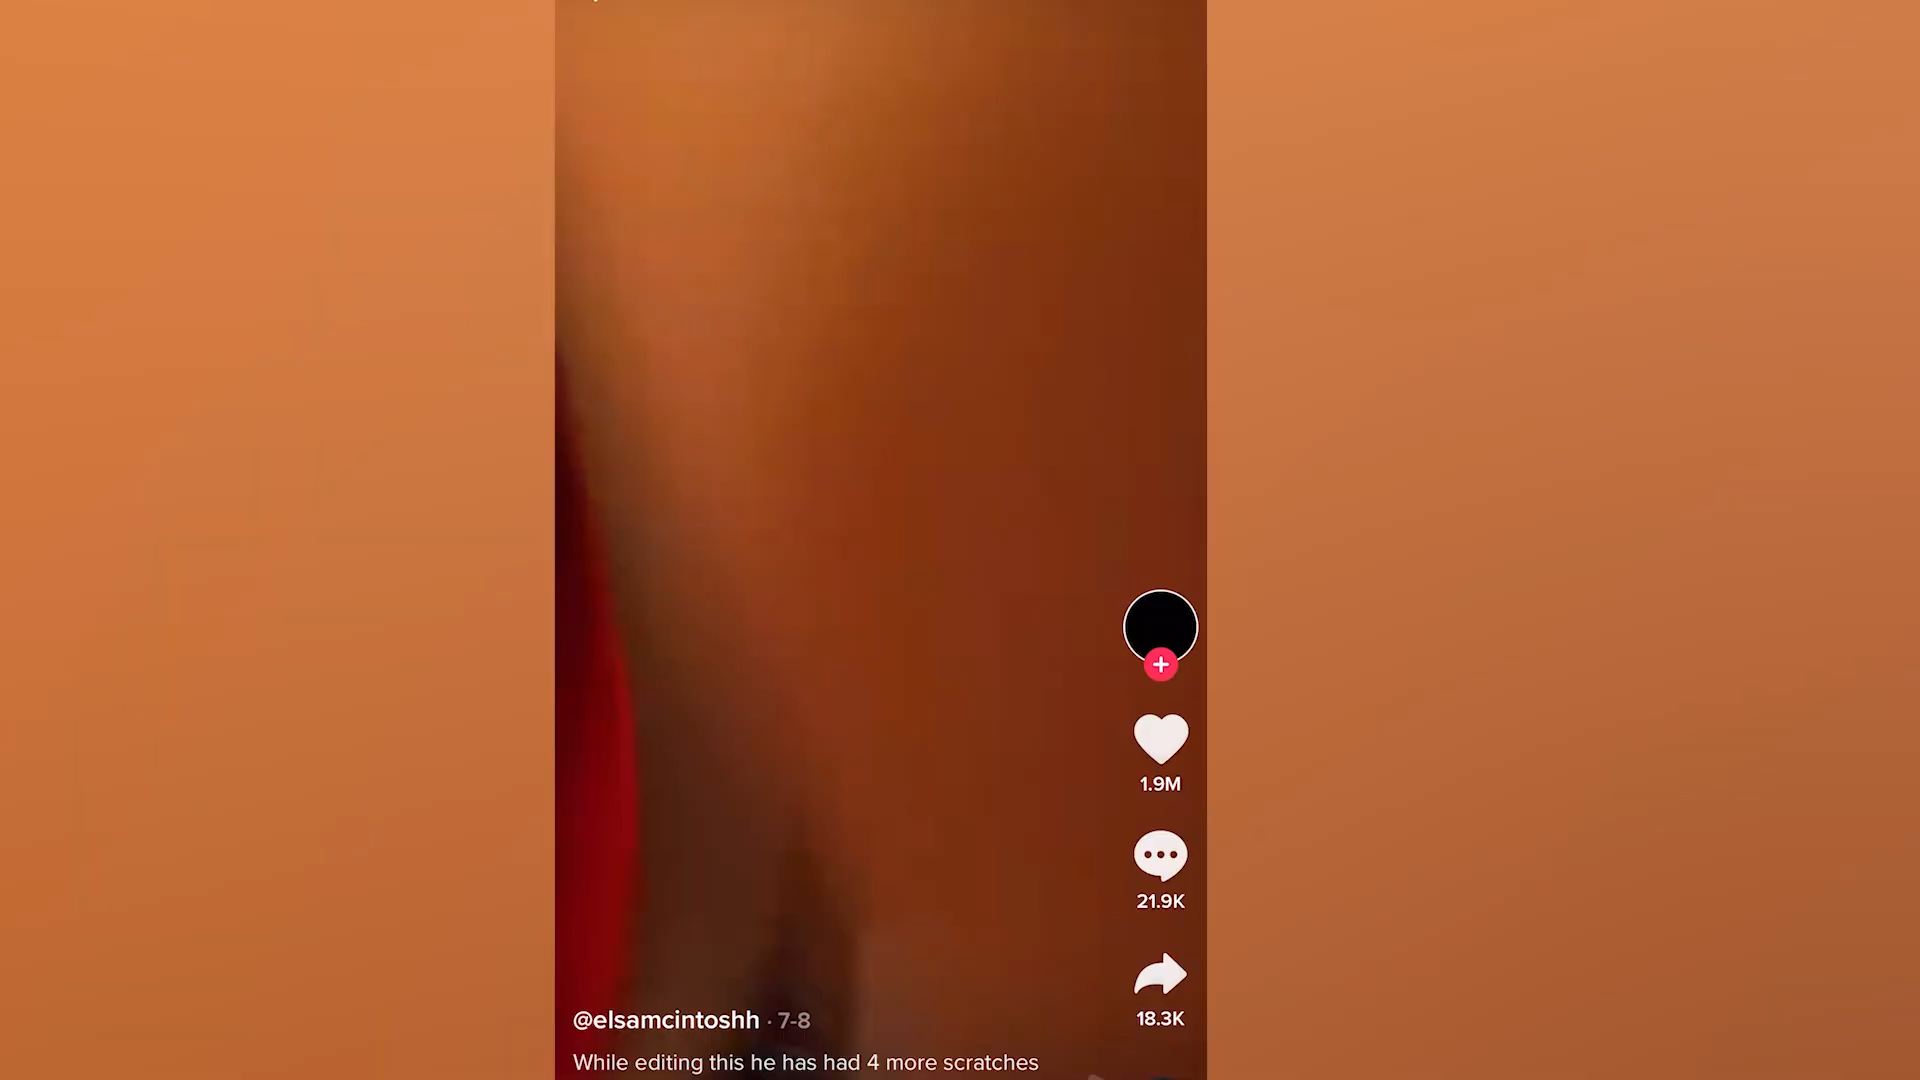 1.9M
21.9K
18.3K
@elsamcintoshh · 7-8
While editing this he has had 4 more scratches